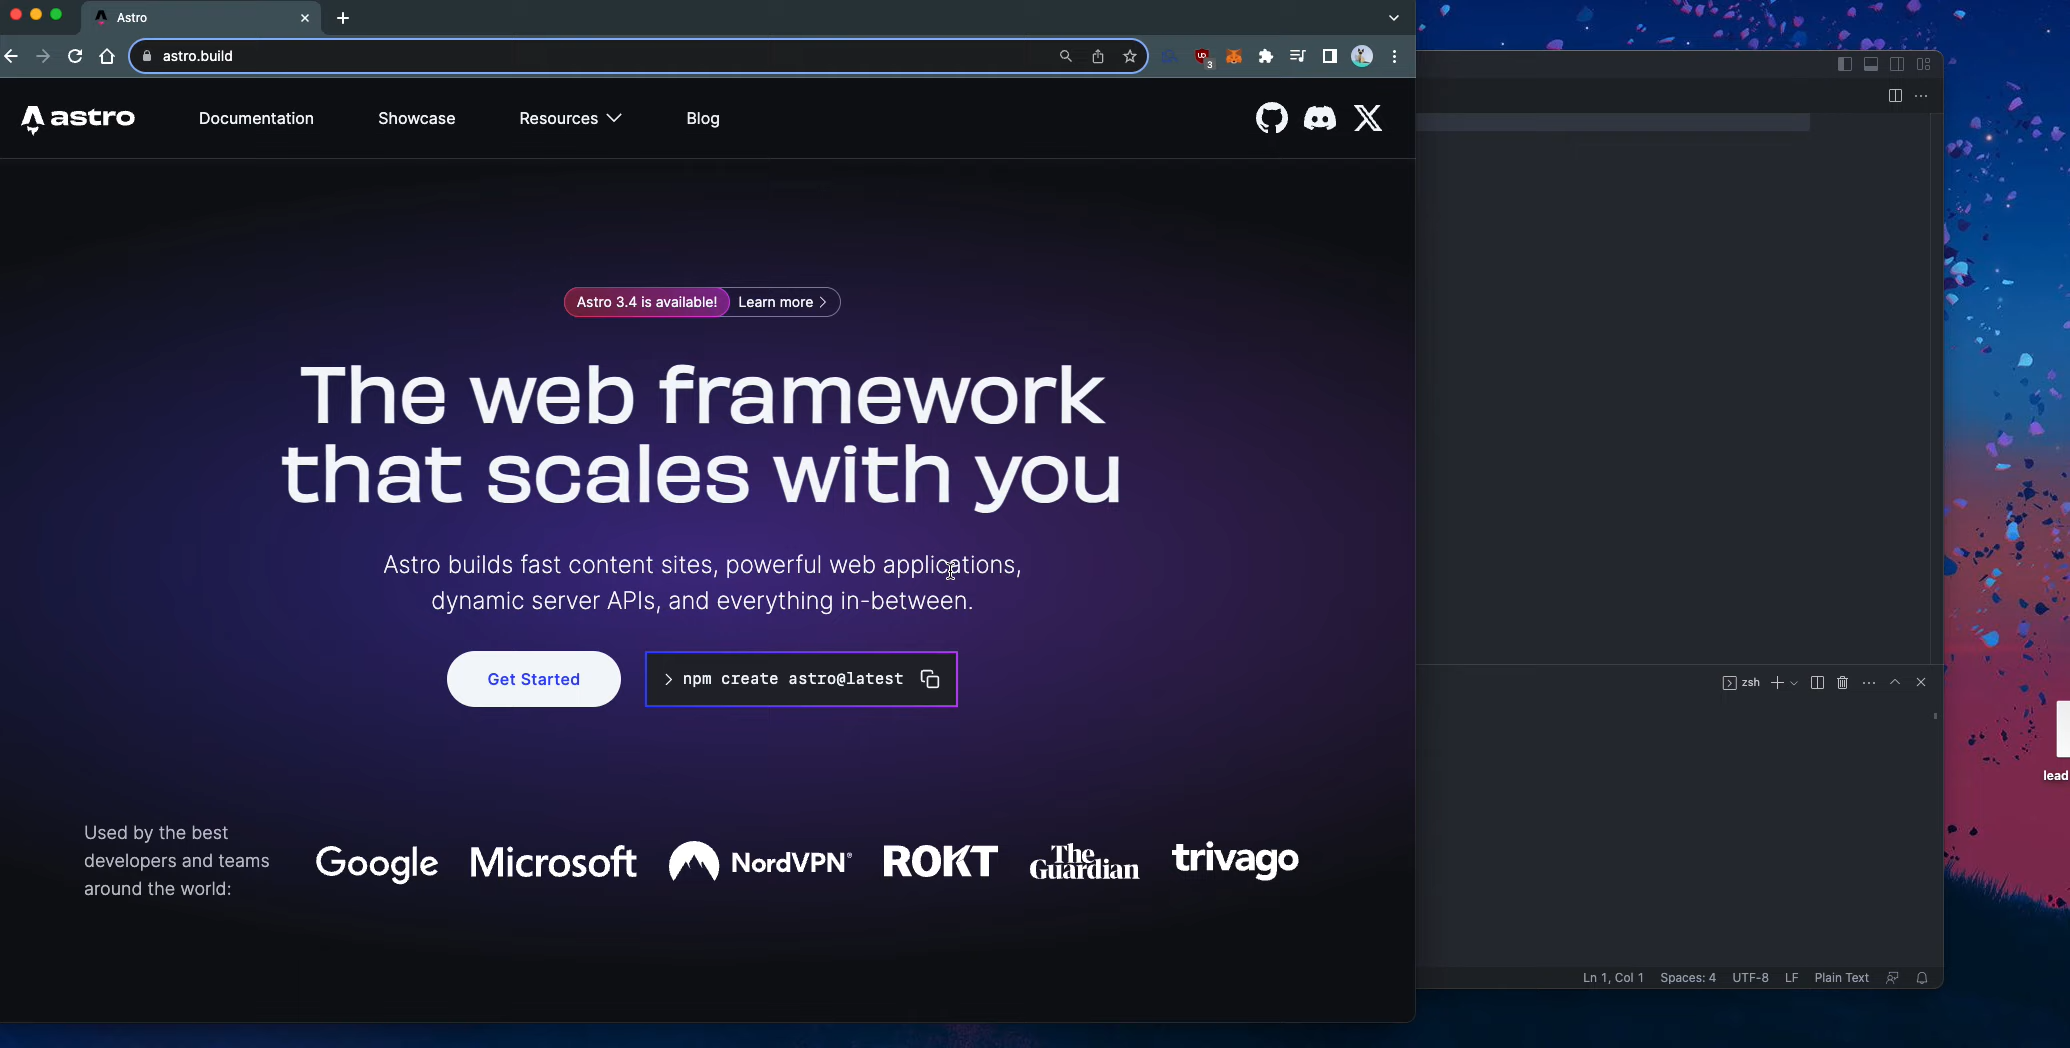 Astro
astro.build
3
astro
Documentation
Showcase
Resources
Blog
Astro 3.4 is available!
Learn more
The web framework
that scales with you
Astro builds fast content sites, powerful web applications,
dynamic server APIs, and everything in-between.
Get Started
> npm create astro@latest
Used by the best
developers and teams
around the world:
Google
Microsoft
NordVPN®
ROKT
The
Guardian
trivago
zsh
lead
Ln 1, Col 1
Spaces: 4
UTF-8
LF
Plain Text